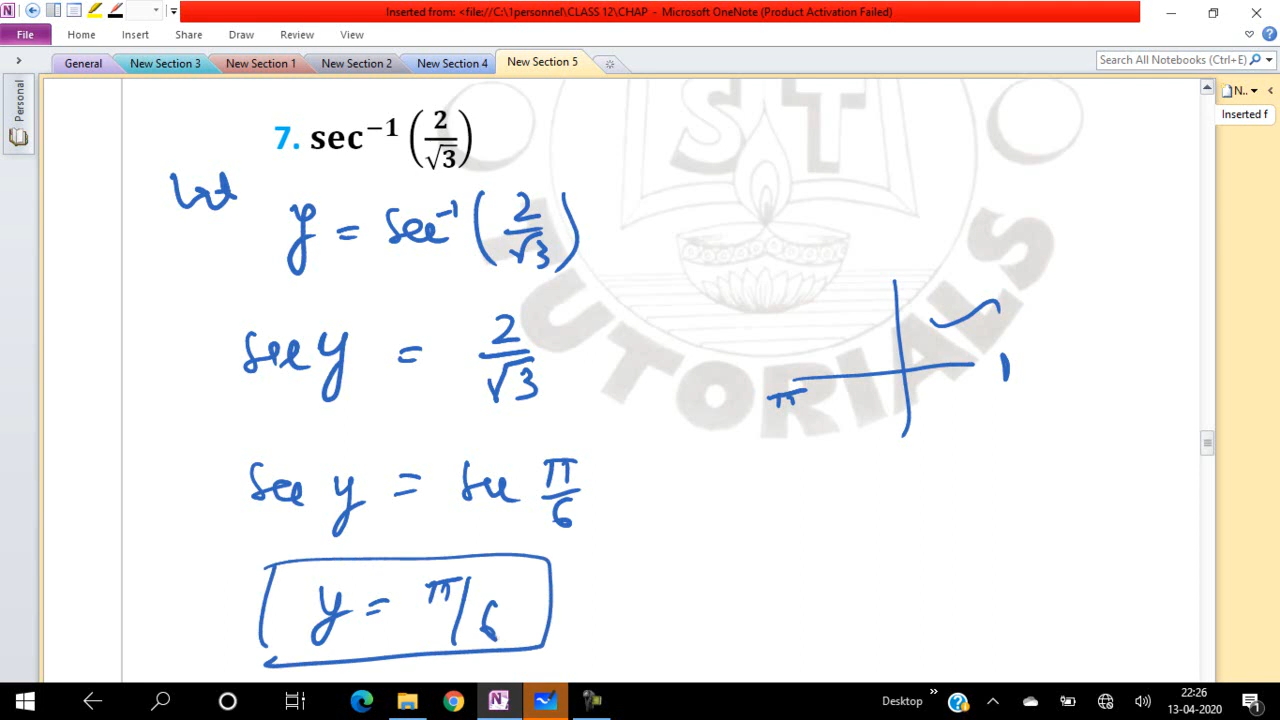 Inserted from: <file://C:\1personnel\CLASS 12\CHAP - Microsoft OneNote (Product Activation Failed)
File Home Insert Share Draw Review View
General New Section 3 New Section 1 New Section 2 New Section 4 New Section 5 Search All Notebooks (Ctrl+E)
Personal
N..
Inserted f
ST
TUTORIALS
7. sec⁻¹ (2/√3)
Let
y = sec⁻¹ (2/√3)
sec y = 2/√3
π
sec y = sec π/6
y = π/6
Desktop
22:26
13-04-2020
1